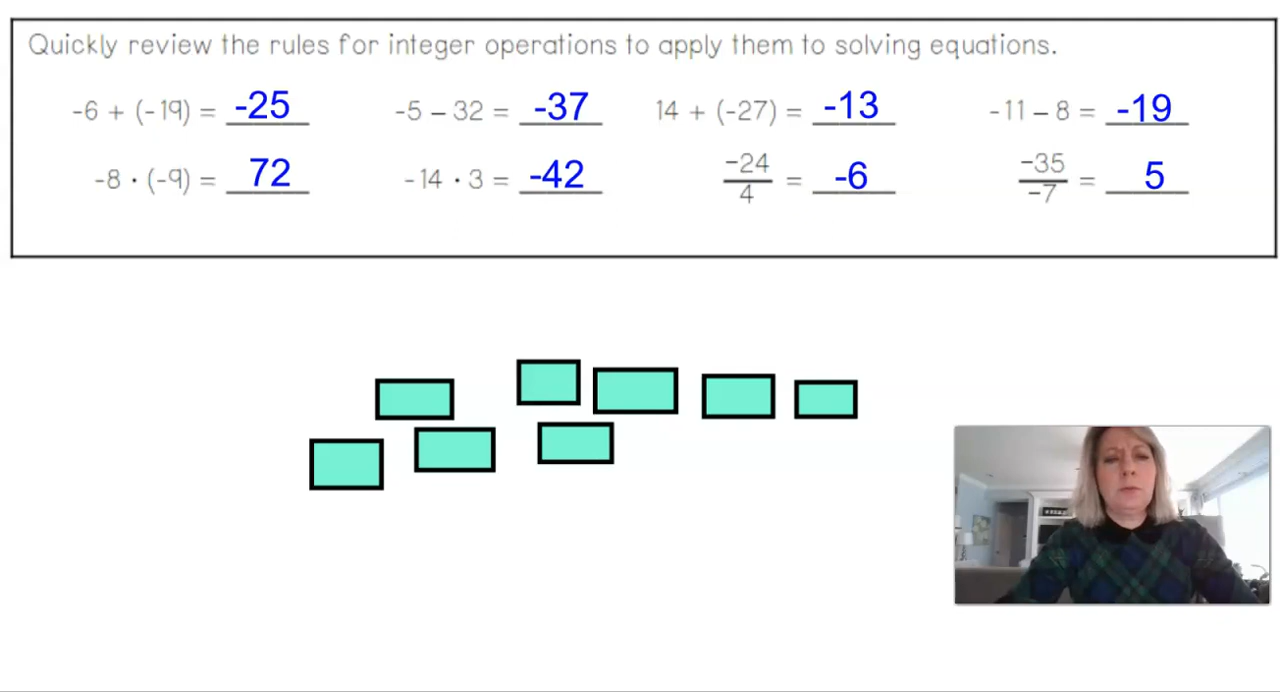 Quickly review the rules for integer operations to apply them to solving equations.
-6 + (-19) = -25 -5 – 32 = -37 14 + (-27) = -13 -11 – 8 = -19
-8 · (-9) = 72 -14 · 3 = -42 -24/4 = -6 -35/-7 = 5